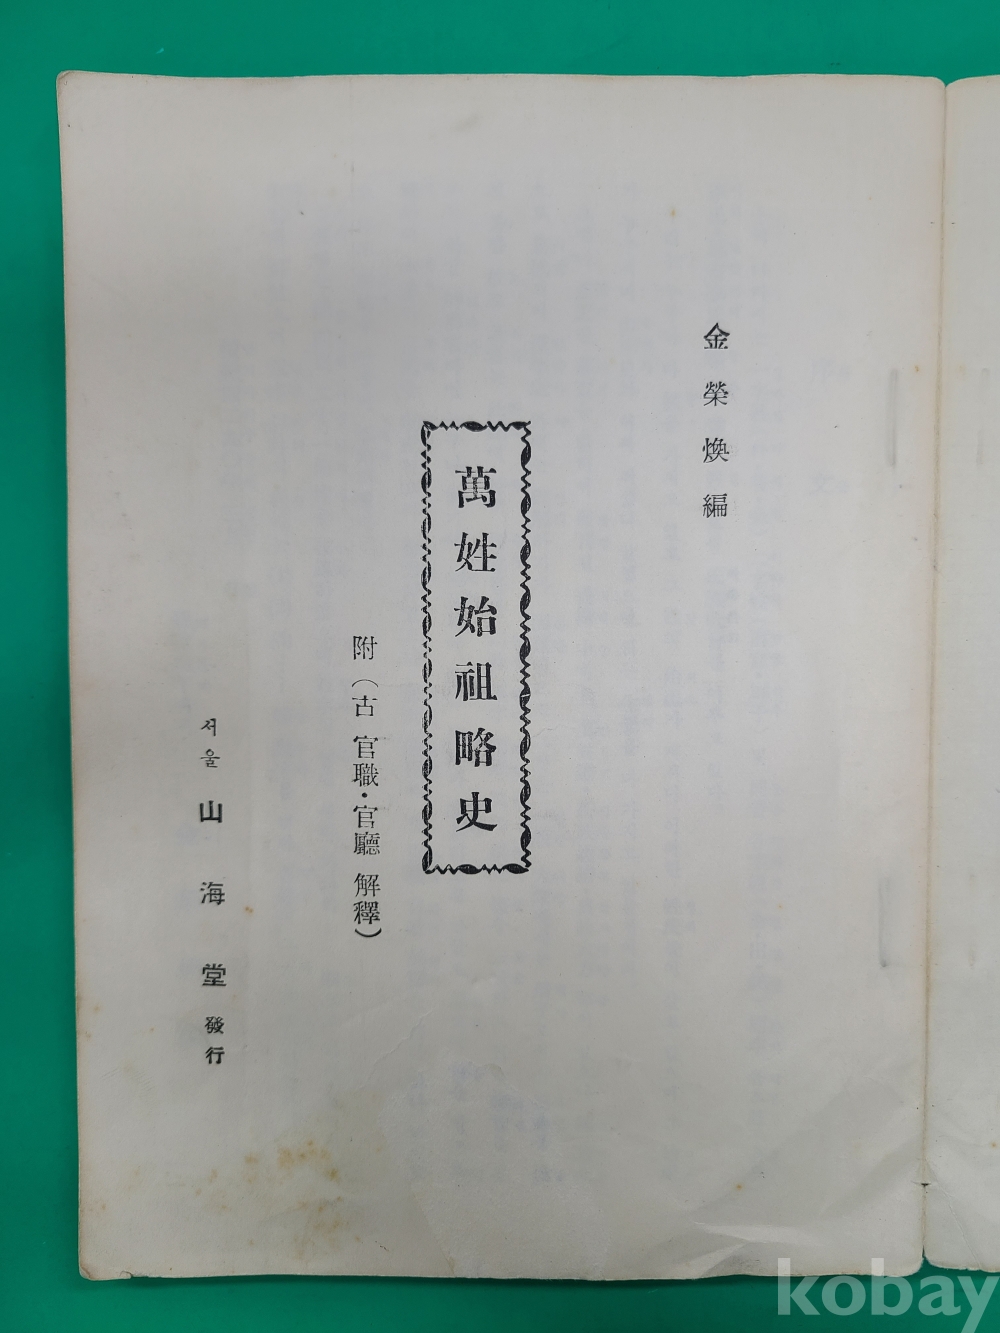 金榮煥編
萬姓始祖略史
附(古 官職·官廳 解釋)
서울 山海堂 發行
kobay